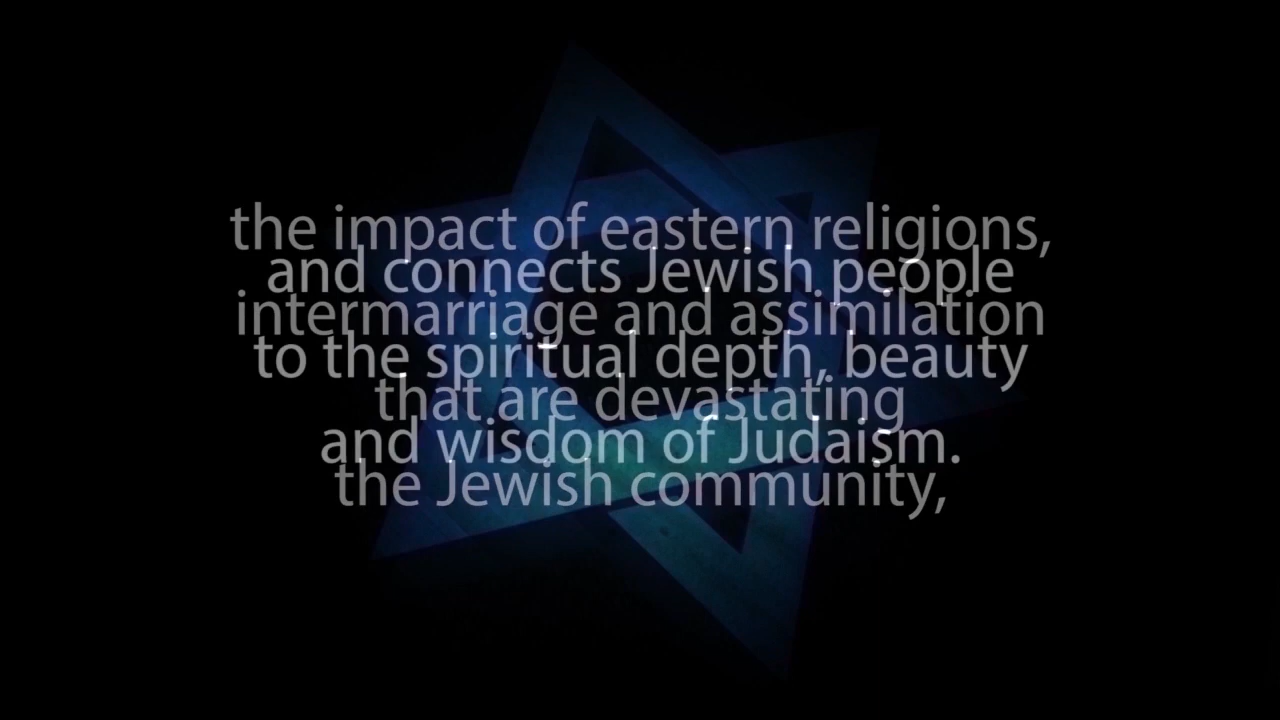 the impact of eastern religions,
and connects Jewish people
intermarriage and assimilation
to the spiritual depth, beauty
that are devastating
and wisdom of Judaism.
the Jewish community,